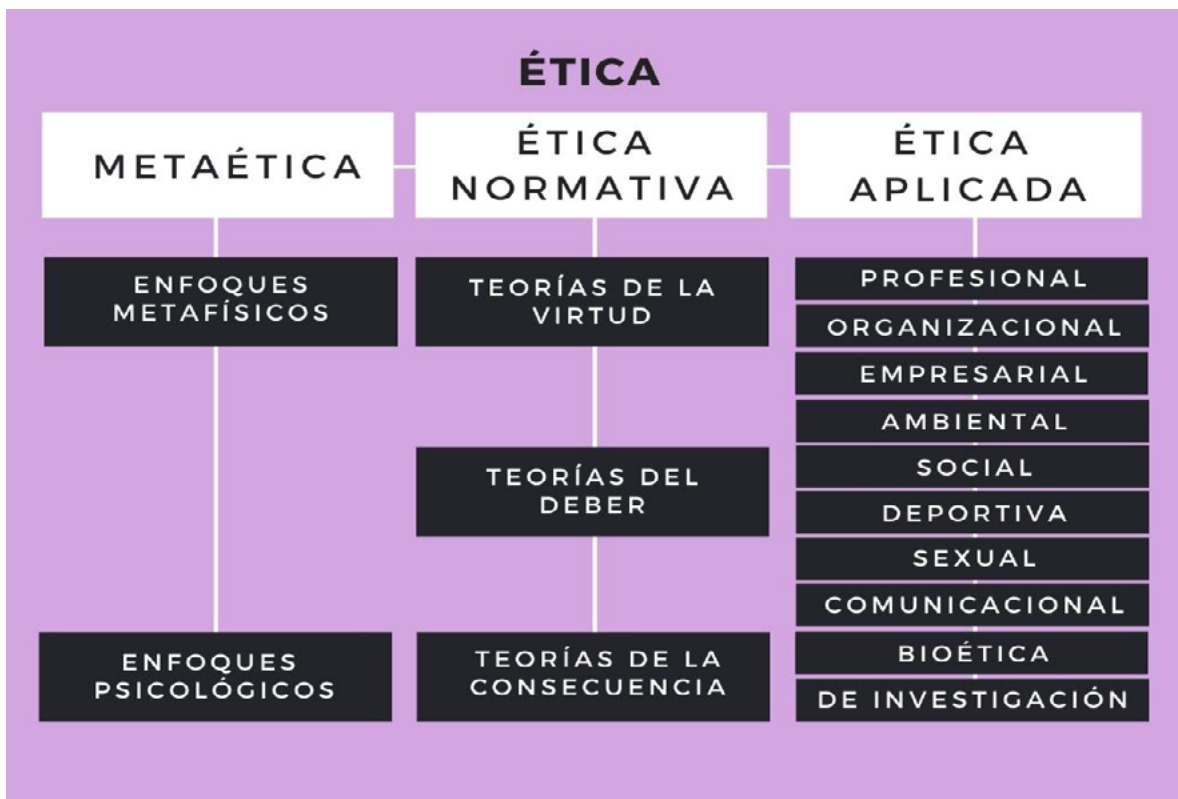 ÉTICA
METAÉTICA
ENFOQUES
METAFÍSICOS
ENFOQUES
PSICOLÓGICOS
ÉTICA
NORMATIVA
TEORÍAS DE LA
VIRTUD
TEORÍAS DEL
DEBER
TEORÍAS DE LA
CONSECUENCIA
ÉTICA
APLICADA
PROFESIONAL
ORGANIZACIONAL
EMPRESARIAL
AMBIENTAL
SOCIAL
DEPORTIVA
SEXUAL
COMUNICACIONAL
BIOÉTICA
DE INVESTIGACIÓN